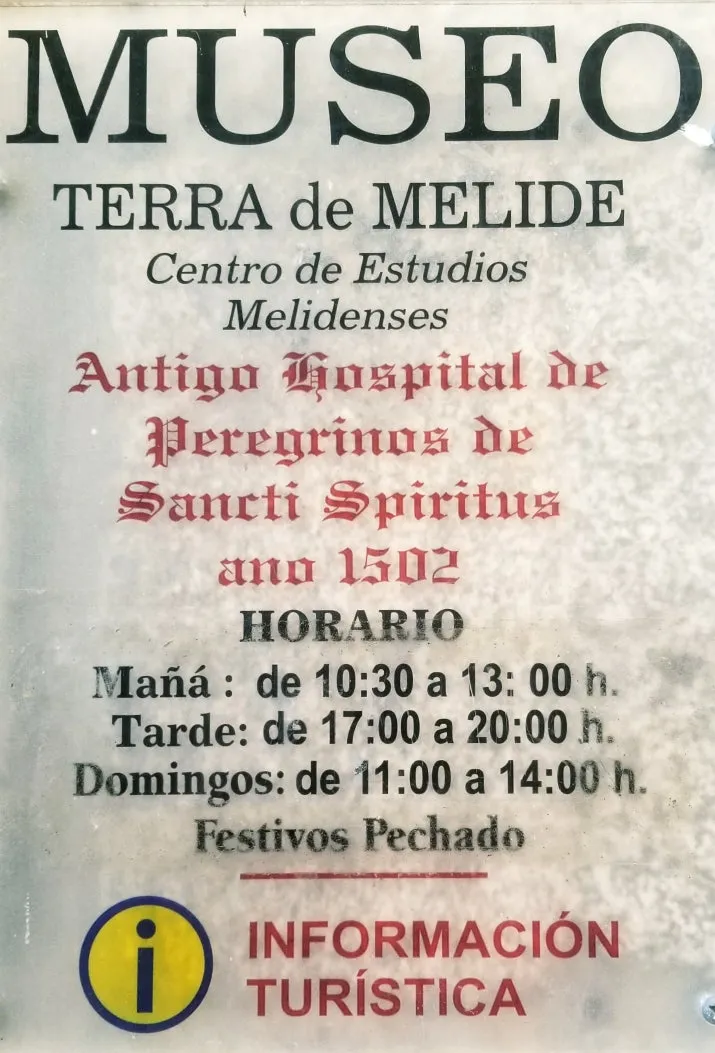 MUSEO
TERRA de MELIDE
Centro de Estudios
Melidenses
Antigo Hospital de
Peregrinos de
Sancti Spiritus
ano 1502
HORARIO
Mañá : de 10:30 a 13: 00 h.
Tarde: de 17:00 a 20:00 h.
Domingos: de 11:00 a 14:00 h.
Festivos Pechado
i INFORMACIÓN
TURÍSTICA